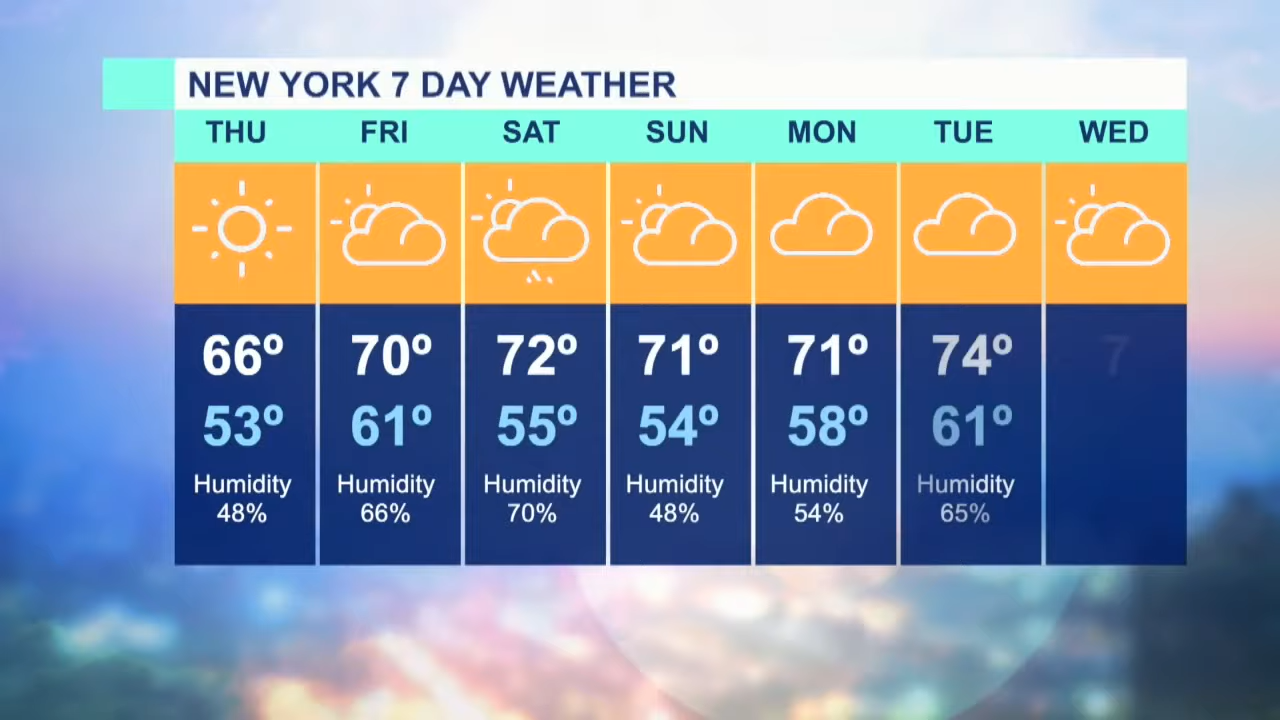 NEW YORK 7 DAY WEATHER
THU FRI SAT SUN MON TUE WED
66º 70º 72º 71º 71º 74º 7
53º 61º 55º 54º 58º 61º
Humidity Humidity Humidity Humidity Humidity Humidity
48% 66% 70% 48% 54% 65%